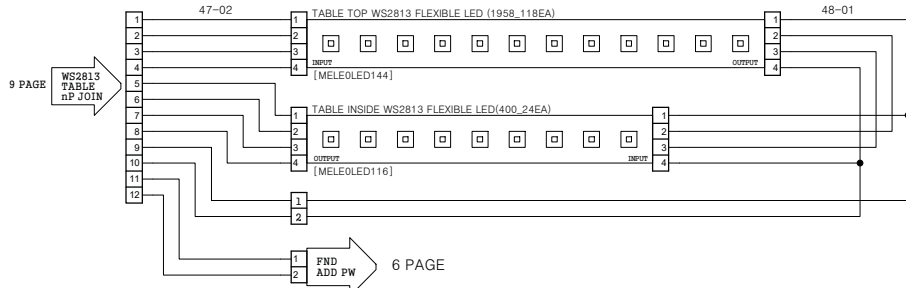 47-02
48-01
TABLE TOP WS2813 FLEXIBLE LED (1958_118EA)
1
2
3
4
5
6
7
8
9
10
11
12
1
2
3
4
INPUT
OUTPUT
1
2
3
4
[MELE0LED144]
9 PAGE
WS2813
TABLE
nP JOIN
TABLE INSIDE WS2813 FLEXIBLE LED(400_24EA)
1
2
3
4
OUTPUT
INPUT
1
2
3
4
[MELE0LED116]
1
2
1
2
FND
ADD PW
6 PAGE